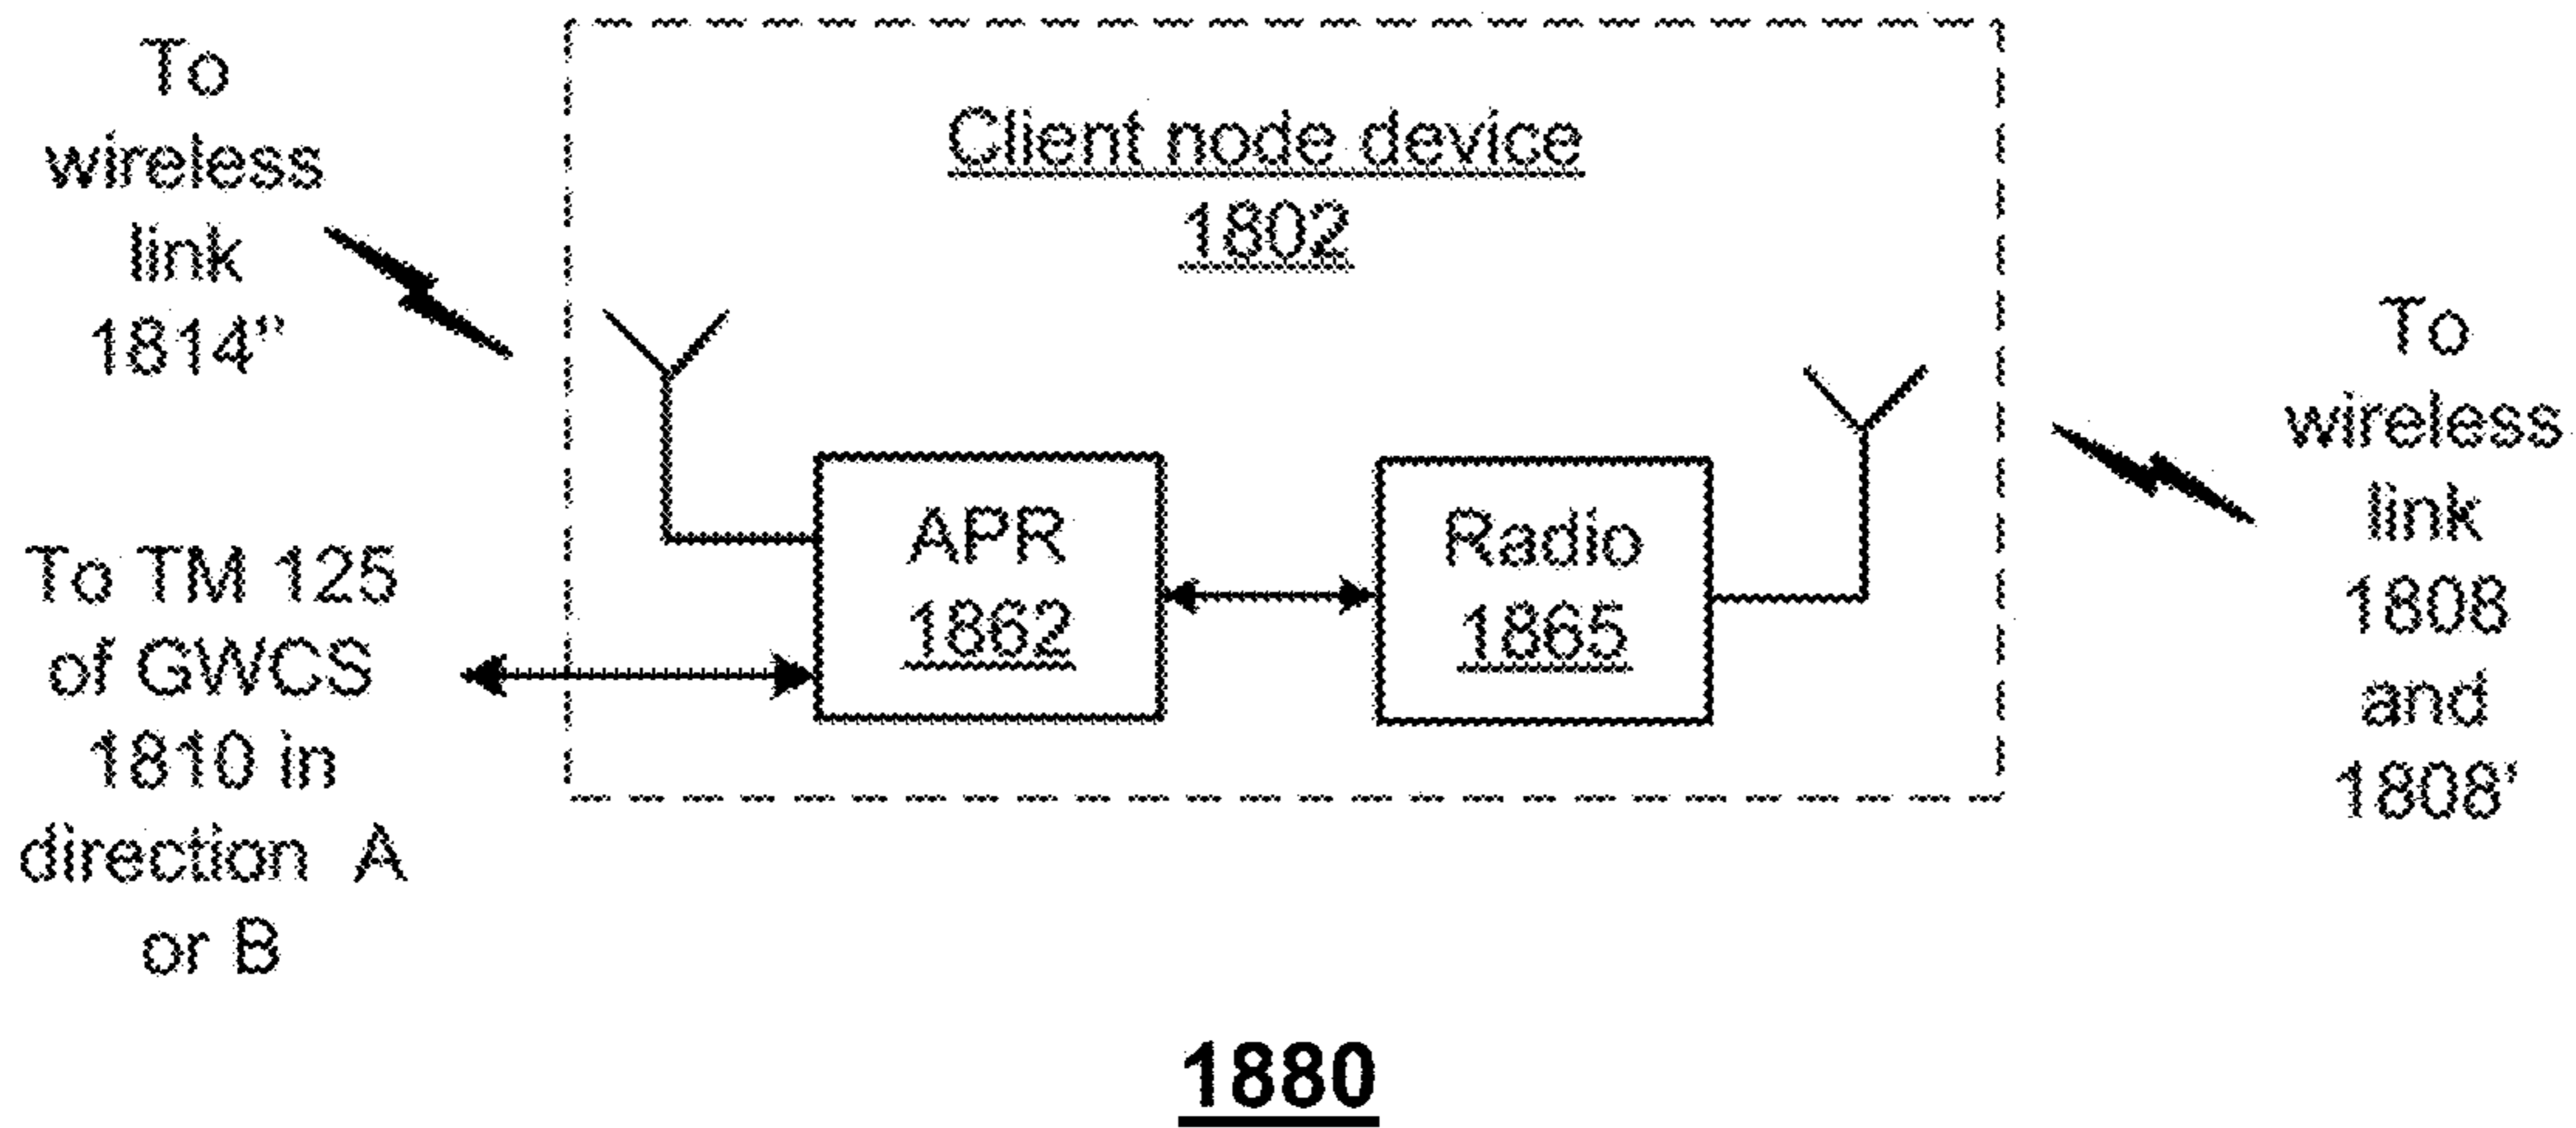 To
wireless
link
1814"
To TM 125
of GWCS
1810 in
direction A
or B
Client node device
1802
APR
1862
Radio
1865
To
wireless
link
1808
and
1808'
1880